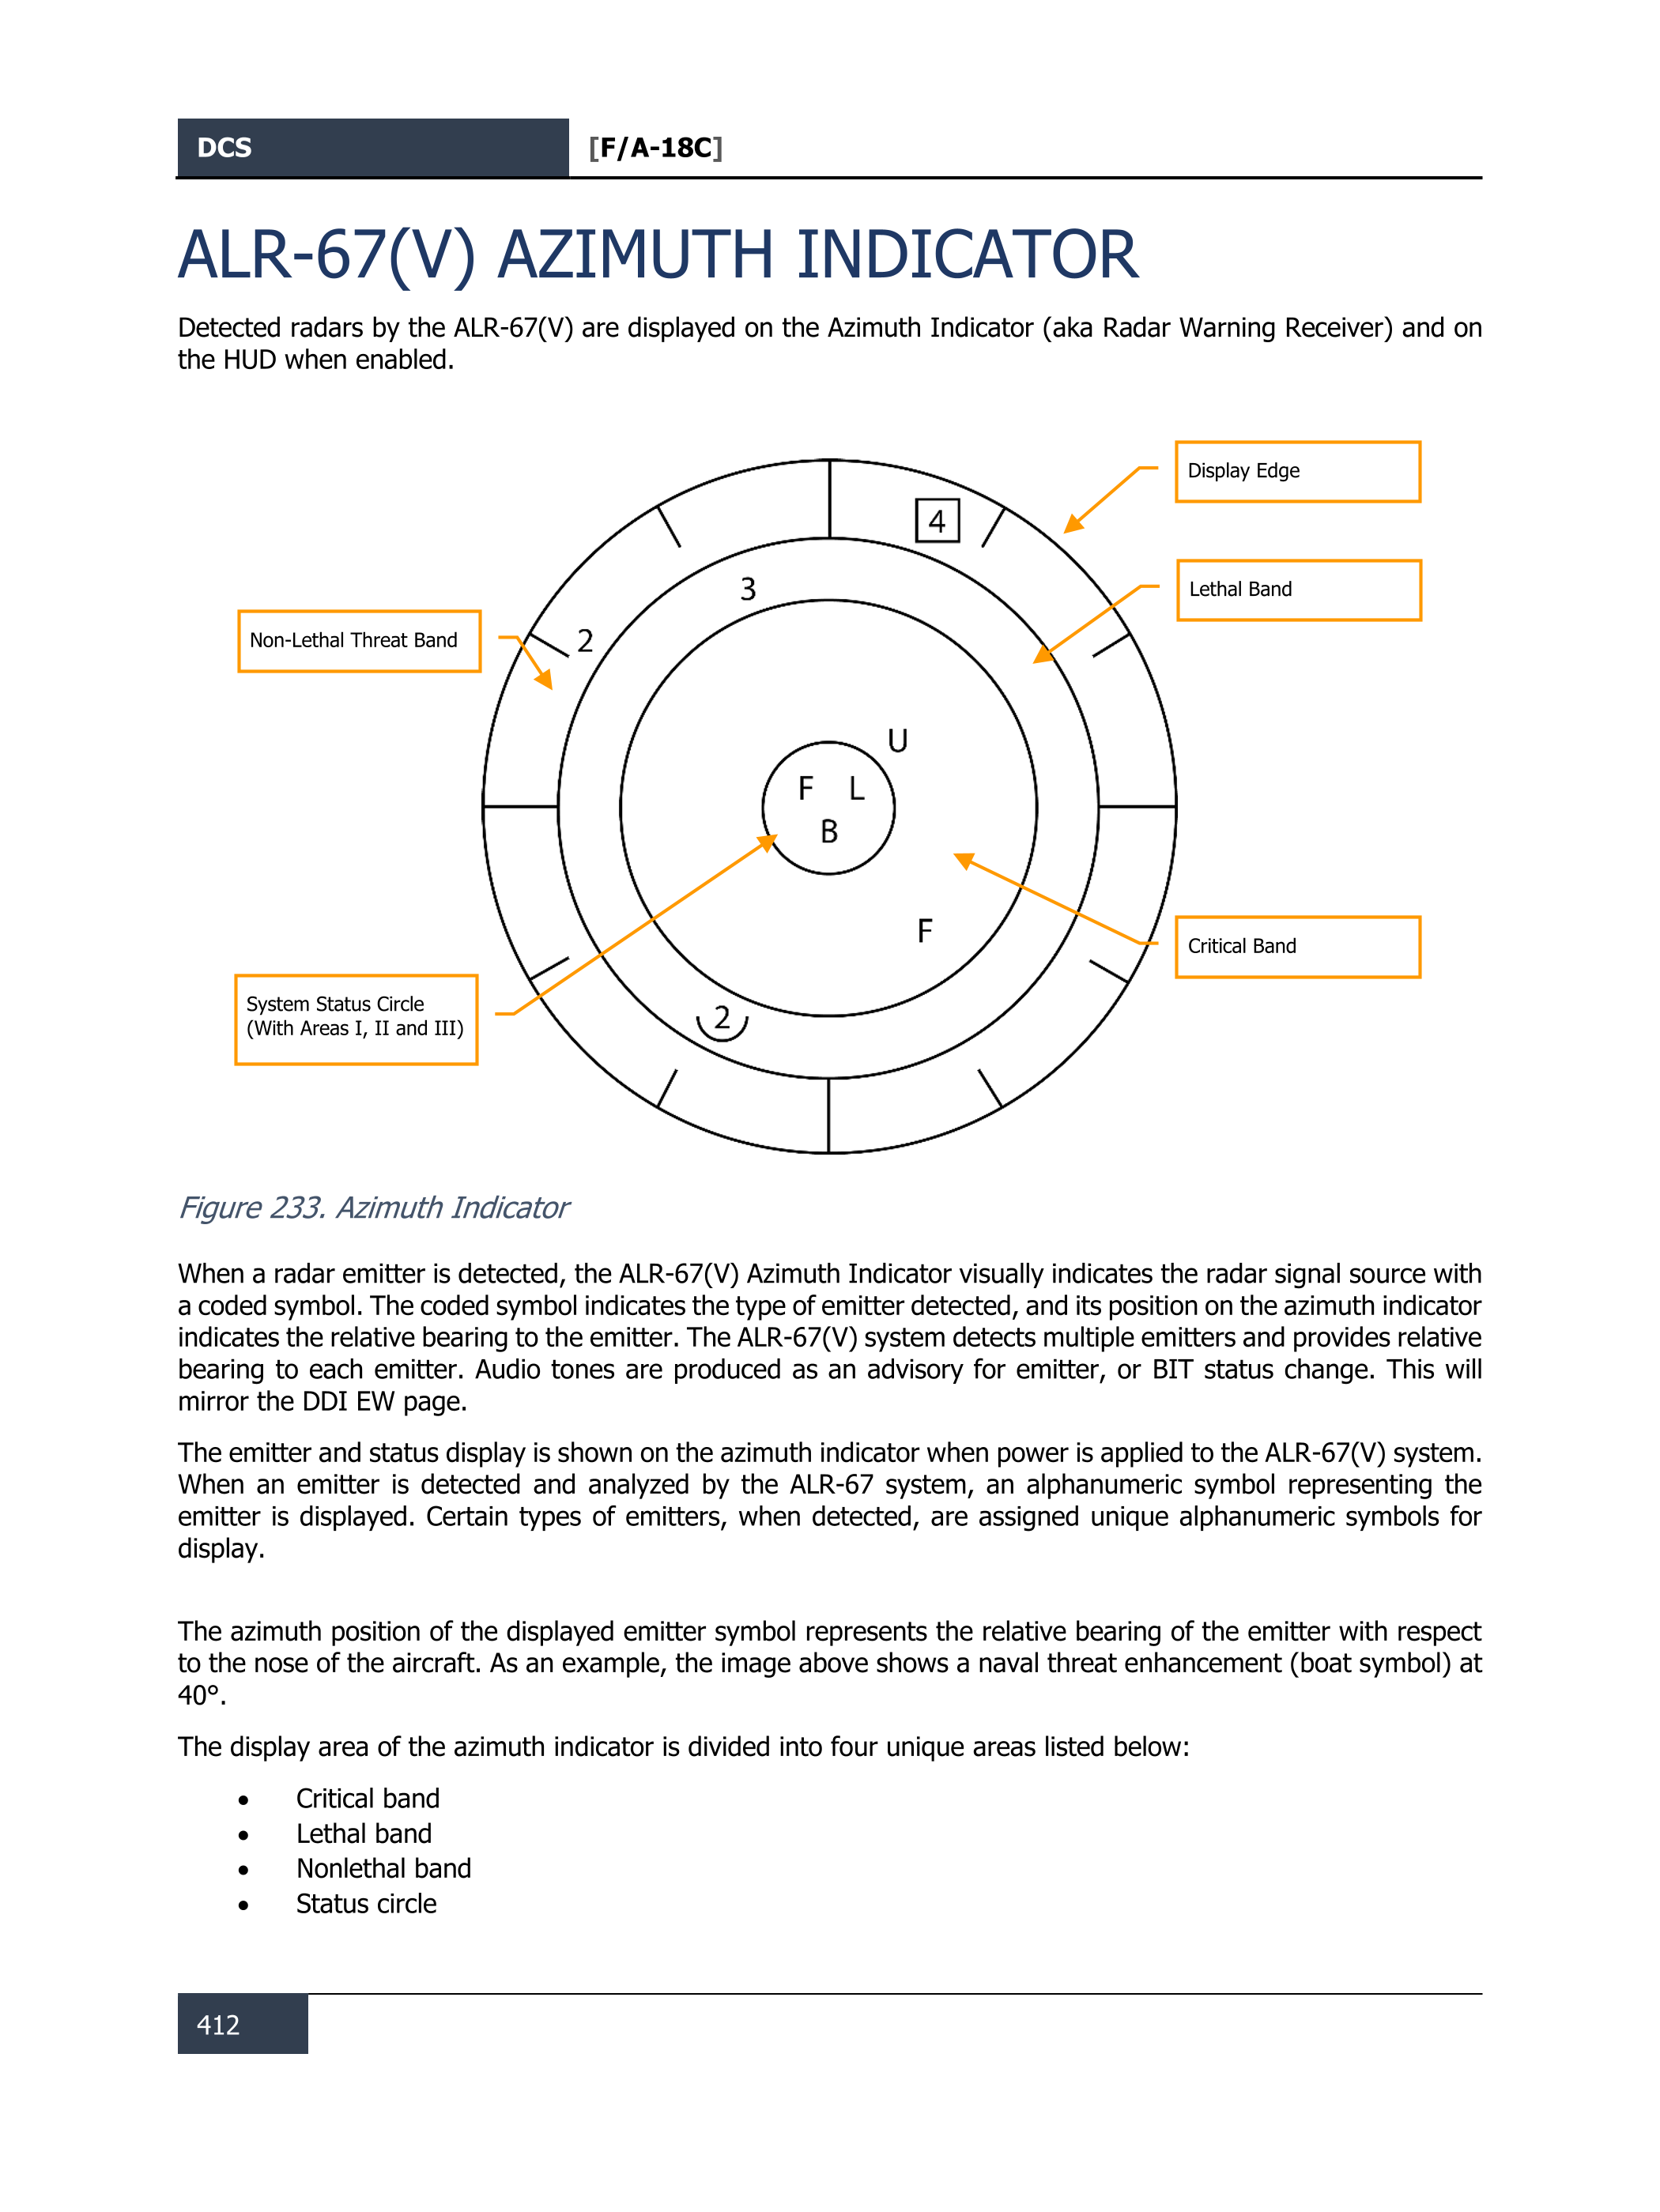 DCS
[F/A-18C]
ALR-67(V) AZIMUTH INDICATOR
Detected radars by the ALR-67(V) are displayed on the Azimuth Indicator (aka Radar Warning Receiver) and on
the HUD when enabled.
Display Edge
4
Lethal Band
3
Non-Lethal Threat Band
2
U
F L
B
F
Critical Band
System Status Circle
(With Areas I, II and III)
2
Figure 233. Azimuth Indicator
When a radar emitter is detected, the ALR-67(V) Azimuth Indicator visually indicates the radar signal source with
a coded symbol. The coded symbol indicates the type of emitter detected, and its position on the azimuth indicator
indicates the relative bearing to the emitter. The ALR-67(V) system detects multiple emitters and provides relative
bearing to each emitter. Audio tones are produced as an advisory for emitter, or BIT status change. This will
mirror the DDI EW page.
The emitter and status display is shown on the azimuth indicator when power is applied to the ALR-67(V) system.
When an emitter is detected and analyzed by the ALR-67 system, an alphanumeric symbol representing the
emitter is displayed. Certain types of emitters, when detected, are assigned unique alphanumeric symbols for
display.
The azimuth position of the displayed emitter symbol represents the relative bearing of the emitter with respect
to the nose of the aircraft. As an example, the image above shows a naval threat enhancement (boat symbol) at
40°.
The display area of the azimuth indicator is divided into four unique areas listed below:
• Critical band
• Lethal band
• Nonlethal band
• Status circle
412